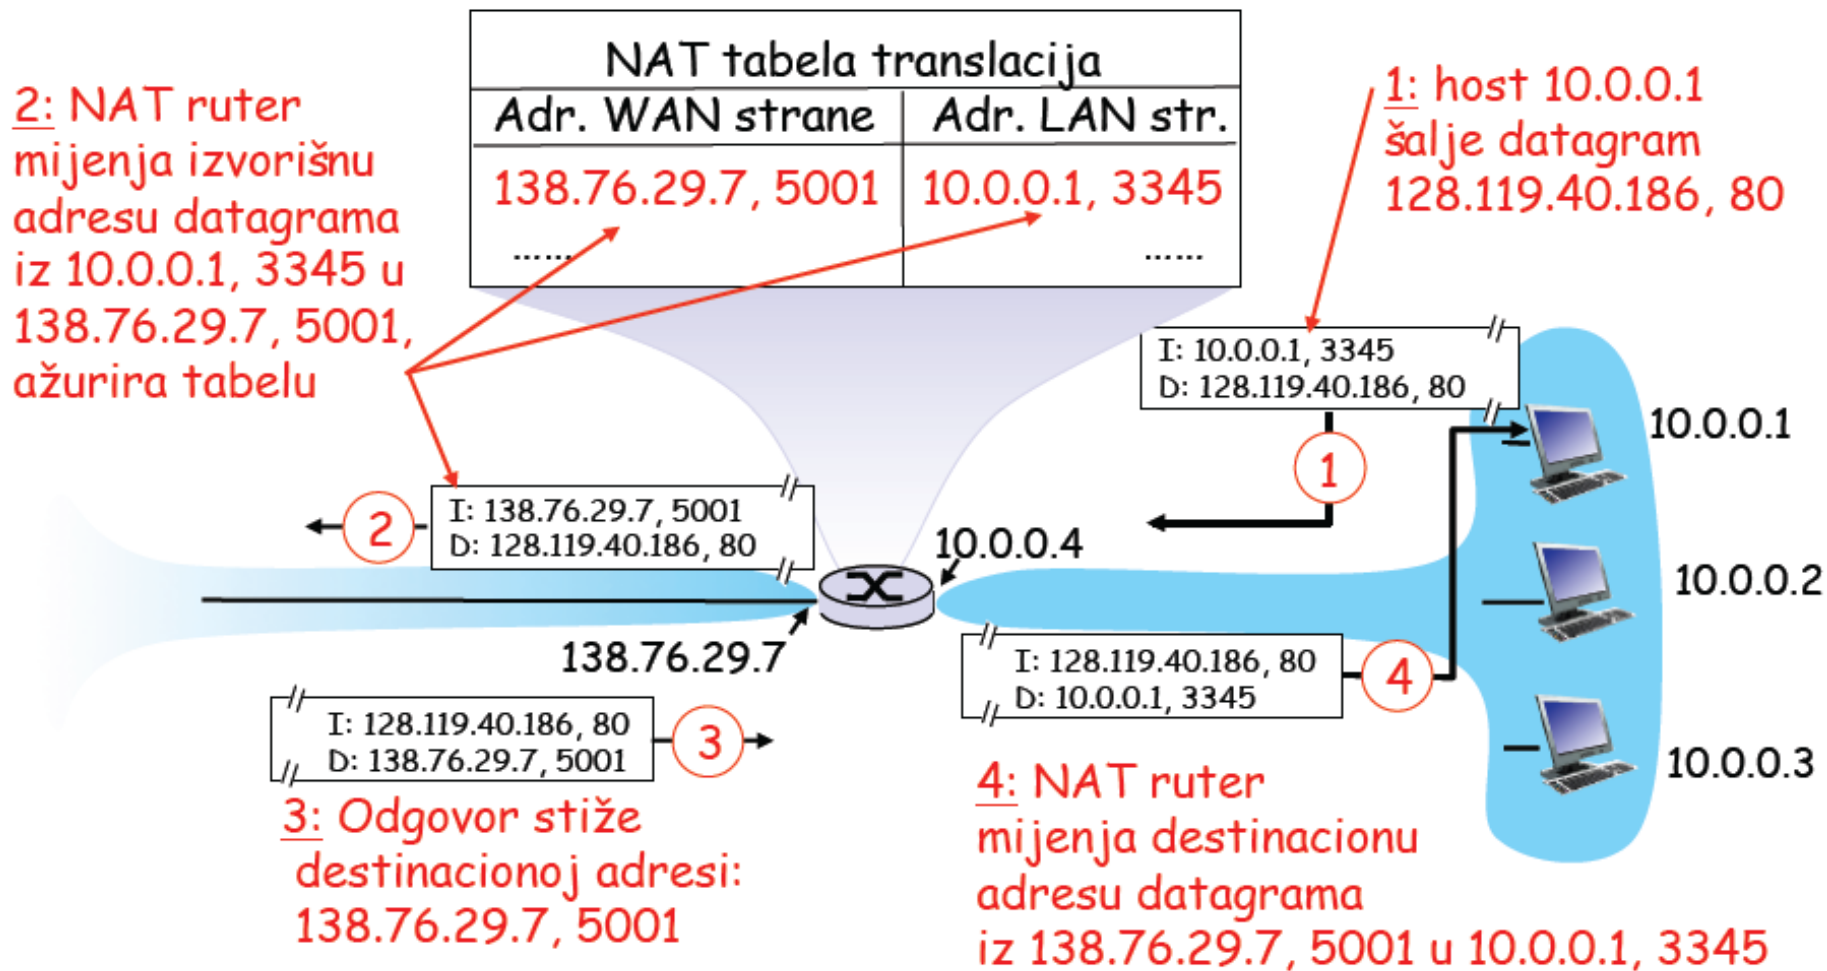 NAT tabela translacija
Adr. WAN strane
Adr. LAN str.
138.76.29.7, 5001
10.0.0.1, 3345
......
......
2: NAT ruter
mijenja izvorišnu
adresu datagrama
iz 10.0.0.1, 3345 u
138.76.29.7, 5001,
ažurira tabelu
1: host 10.0.0.1
šalje datagram
128.119.40.186, 80
I: 10.0.0.1, 3345
D: 128.119.40.186, 80
1
10.0.0.1
2
I: 138.76.29.7, 5001
D: 128.119.40.186, 80
10.0.0.4
10.0.0.2
138.76.29.7
I: 128.119.40.186, 80
D: 10.0.0.1, 3345
4
I: 128.119.40.186, 80
D: 138.76.29.7, 5001
3
10.0.0.3
3: Odgovor stiže
destinacionoj adresi:
138.76.29.7, 5001
4: NAT ruter
mijenja destinacionu
adresu datagrama
iz 138.76.29.7, 5001 u 10.0.0.1, 3345